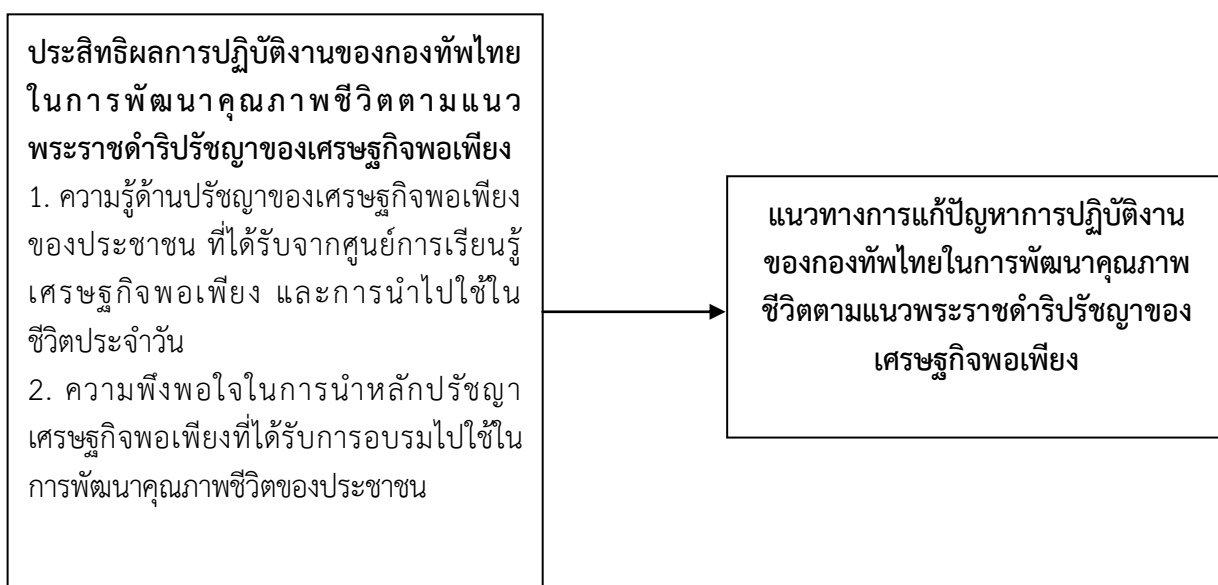 ประสิทธิผลการปฏิบัติงานของกองทัพไทย
ในการพัฒนาคุณภาพชีวิตตามแนว
พระราชดำริปรัชญาของเศรษฐกิจพอเพียง
1. ความรู้ด้านปรัชญาของเศรษฐกิจพอเพียง
ของประชาชน ที่ได้รับจากศูนย์การเรียนรู้
เศรษฐกิจพอเพียง และการนำไปใช้ใน
ชีวิตประจำวัน
2. ความพึงพอใจในการนำหลักปรัชญา
เศรษฐกิจพอเพียงที่ได้รับการอบรมไปใช้ใน
การพัฒนาคุณภาพชีวิตของประชาชน
แนวทางการแก้ปัญหาการปฏิบัติงาน
ของกองทัพไทยในการพัฒนาคุณภาพ
ชีวิตตามแนวพระราชดำริปรัชญาของ
เศรษฐกิจพอเพียง